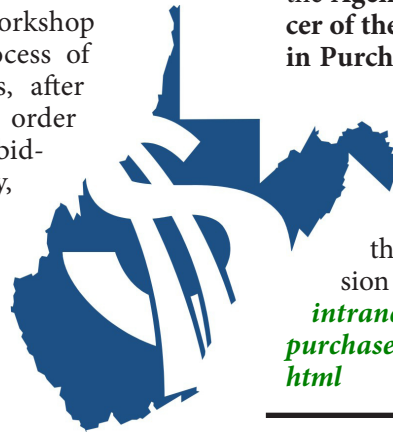 orkshop
ocess of
s, after
order
bid-
y,
the Agen
cer of the
in Purch
th
sion
intran
purchase
html